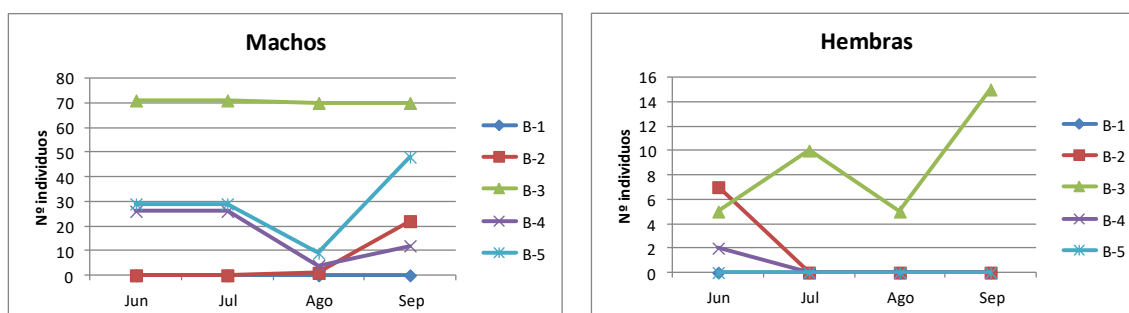 Machos
Nº individuos
80
70
60
50
40
30
20
10
0
Jun Jul Ago Sep
B-1
B-2
B-3
B-4
B-5
Hembras
Nº individuos
16
14
12
10
8
6
4
2
0
Jun Jul Ago Sep
B-1
B-2
B-3
B-4
B-5